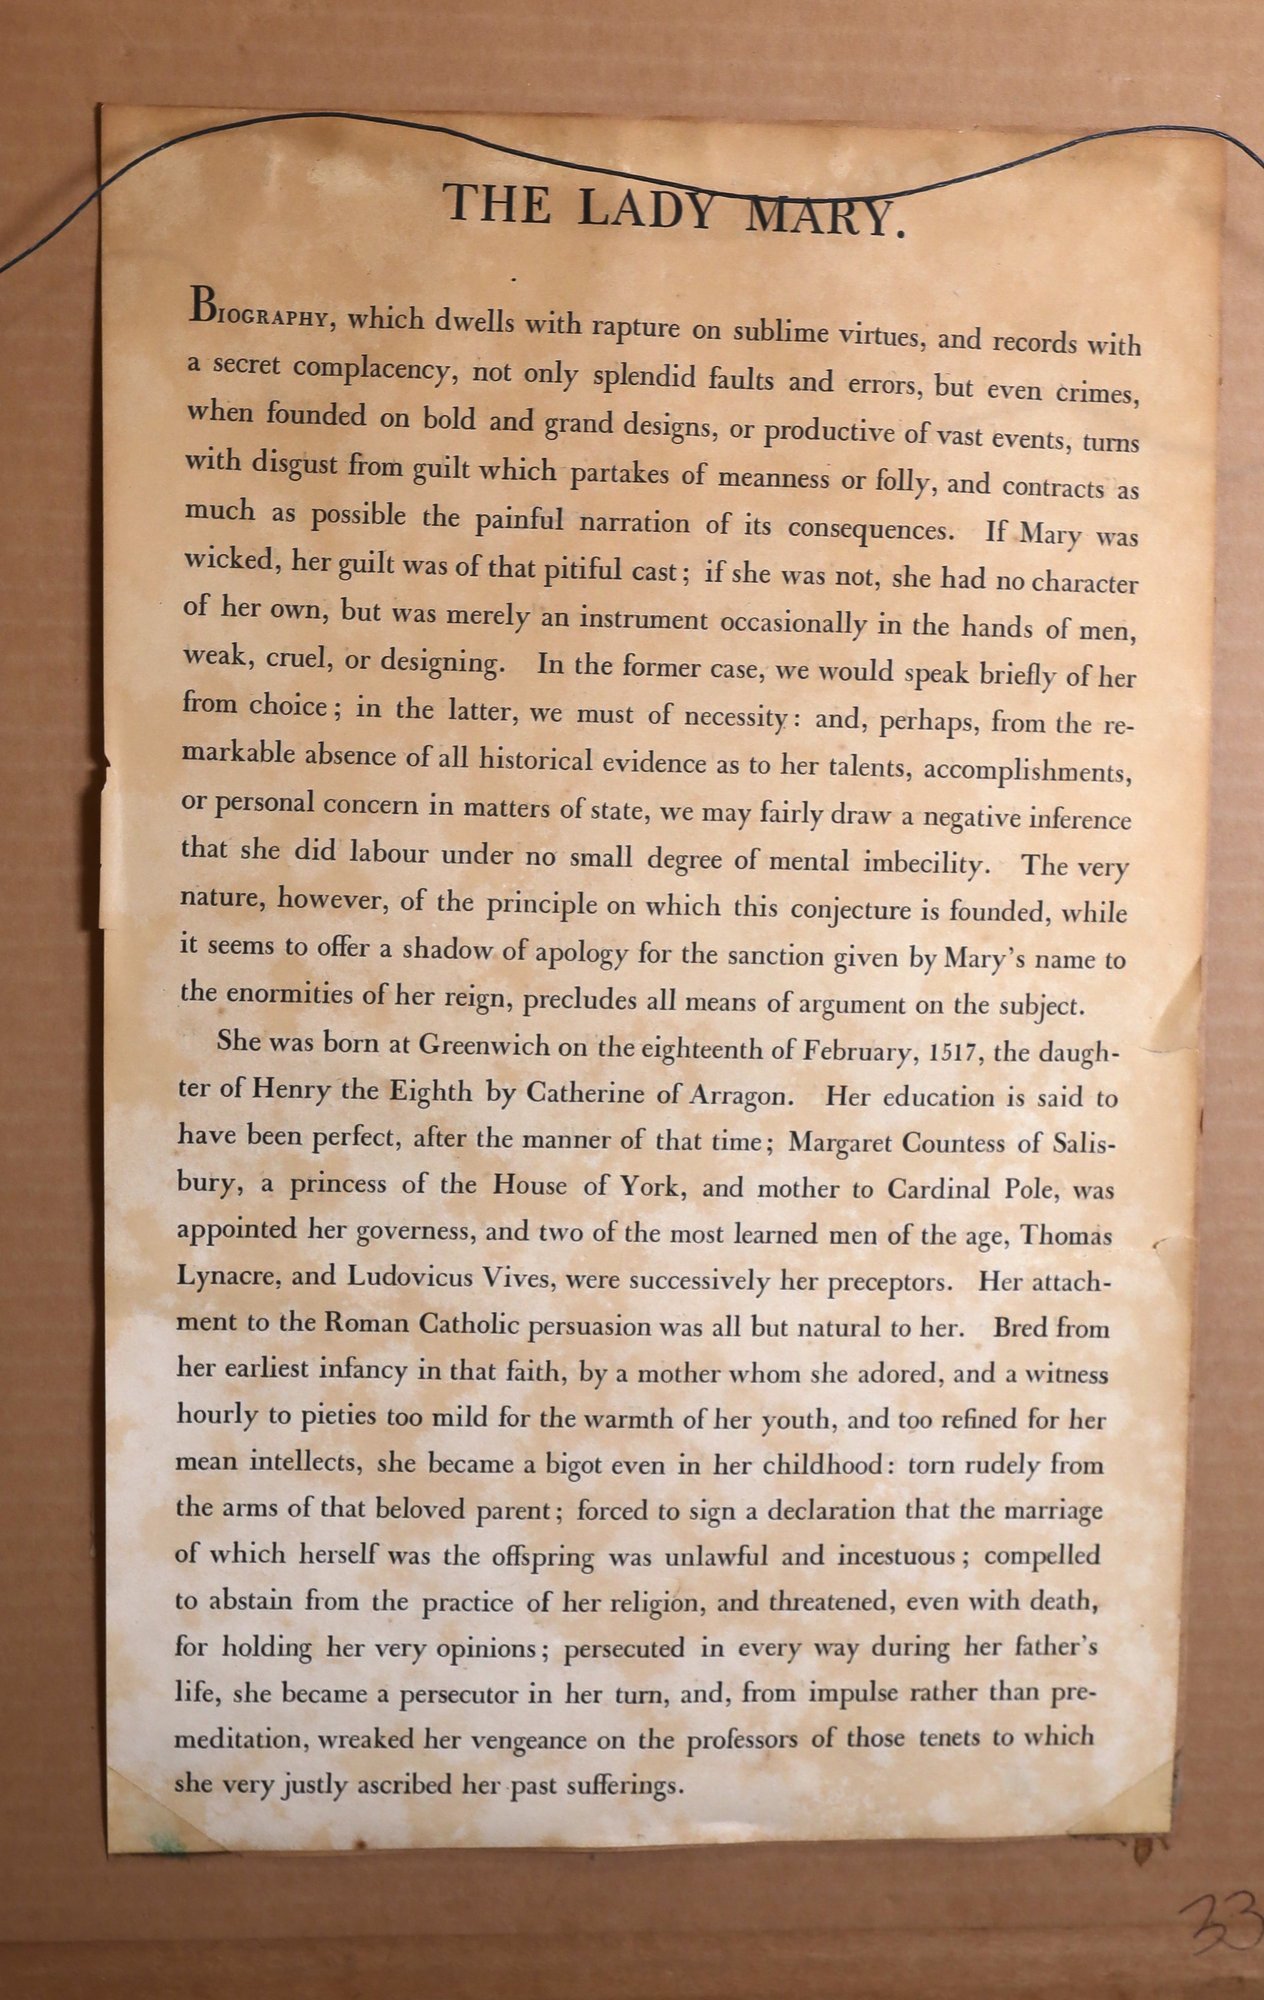 THE LADY MARY.
BIOGRAPHY, which dwells with rapture on sublime virtues, and records with
a secret complacency, not only splendid faults and errors, but even crimes,
when founded on bold and grand designs, or productive of vast events, turns
with disgust from guilt which partakes of meanness or folly, and contracts as
much as possible the painful narration of its consequences. If Mary was
wicked, her guilt was of that pitiful cast; if she was not, she had no character
of her own, but was merely an instrument occasionally in the hands of men,
weak, cruel, or designing. In the former case, we would speak briefly of her
from choice; in the latter, we must of necessity: and, perhaps, from the re-
markable absence of all historical evidence as to her talents, accomplishments,
or personal concern in matters of state, we may fairly draw a negative inference
that she did labour under no small degree of mental imbecility. The very
nature, however, of the principle on which this conjecture is founded, while
it seems to offer a shadow of apology for the sanction given by Mary's name to
the enormities of her reign, precludes all means of argument on the subject.
She was born at Greenwich on the eighteenth of February, 1517, the daugh-
ter of Henry the Eighth by Catherine of Arragon. Her education is said to
have been perfect, after the manner of that time; Margaret Countess of Salis-
bury, a princess of the House of York, and mother to Cardinal Pole, was
appointed her governess, and two of the most learned men of the age, Thomas
Lynacre, and Ludovicus Vives, were successively her preceptors. Her attach-
ment to the Roman Catholic persuasion was all but natural to her. Bred from
her earliest infancy in that faith, by a mother whom she adored, and a witness
hourly to pieties too mild for the warmth of her youth, and too refined for her
mean intellects, she became a bigot even in her childhood: torn rudely from
the arms of that beloved parent; forced to sign a declaration that the marriage
of which herself was the offspring was unlawful and incestuous; compelled
to abstain from the practice of her religion, and threatened, even with death,
for holding her very opinions; persecuted in every way during her father's
life, she became a persecutor in her turn, and, from impulse rather than pre-
meditation, wreaked her vengeance on the professors of those tenets to which
she very justly ascribed her past sufferings.
33